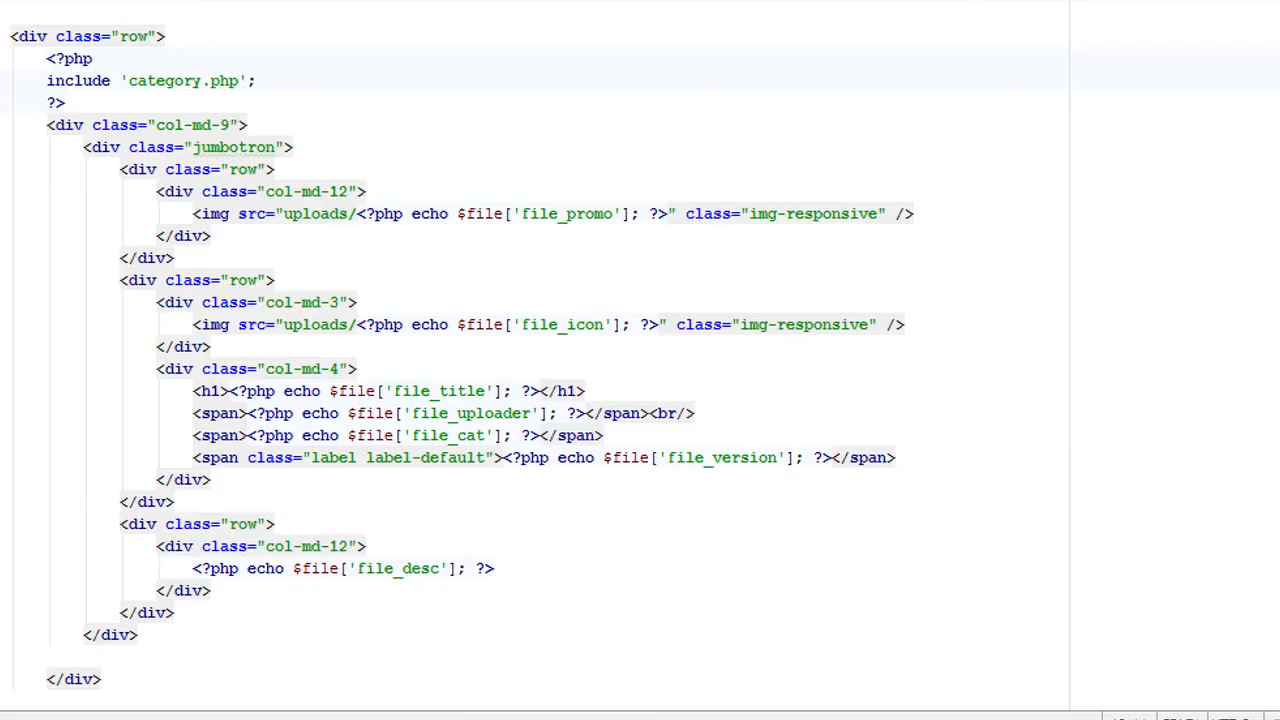 <div class="row">
<?php
include 'category.php';
?>
<div class="col-md-9">
<div class="jumbotron">
<div class="row">
<div class="col-md-12">
<img src="uploads/<?php echo $file['file_promo']; ?>" class="img-responsive" />
</div>
</div>
<div class="row">
<div class="col-md-3">
<img src="uploads/<?php echo $file['file_icon']; ?>" class="img-responsive" />
</div>
<div class="col-md-4">
<h1><?php echo $file['file_title']; ?></h1>
<span><?php echo $file['file_uploader']; ?></span><br/>
<span><?php echo $file['file_cat']; ?></span>
<span class="label label-default"><?php echo $file['file_version']; ?></span>
</div>
</div>
<div class="row">
<div class="col-md-12">
<?php echo $file['file_desc']; ?>
</div>
</div>
</div>
</div>